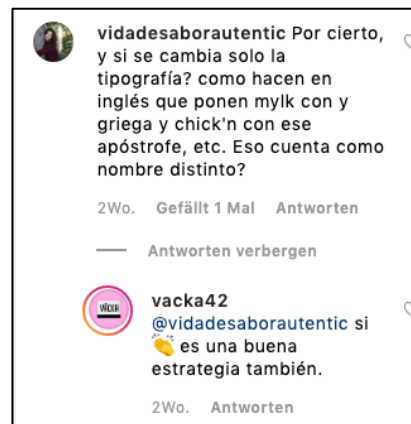 vidadesaborautentic Por cierto,
y si se cambia solo la
tipografía? como hacen en
inglés que ponen mylk con y
griega y chick'n con ese
apóstrofe, etc. Eso cuenta como
nombre distinto?
2Wo. Gefällt 1 Mal Antworten
Antworten verbergen
VACKA
vacka42
@vidadesaborautentic si
👏 es una buena
estrategia también.
2Wo. Antworten